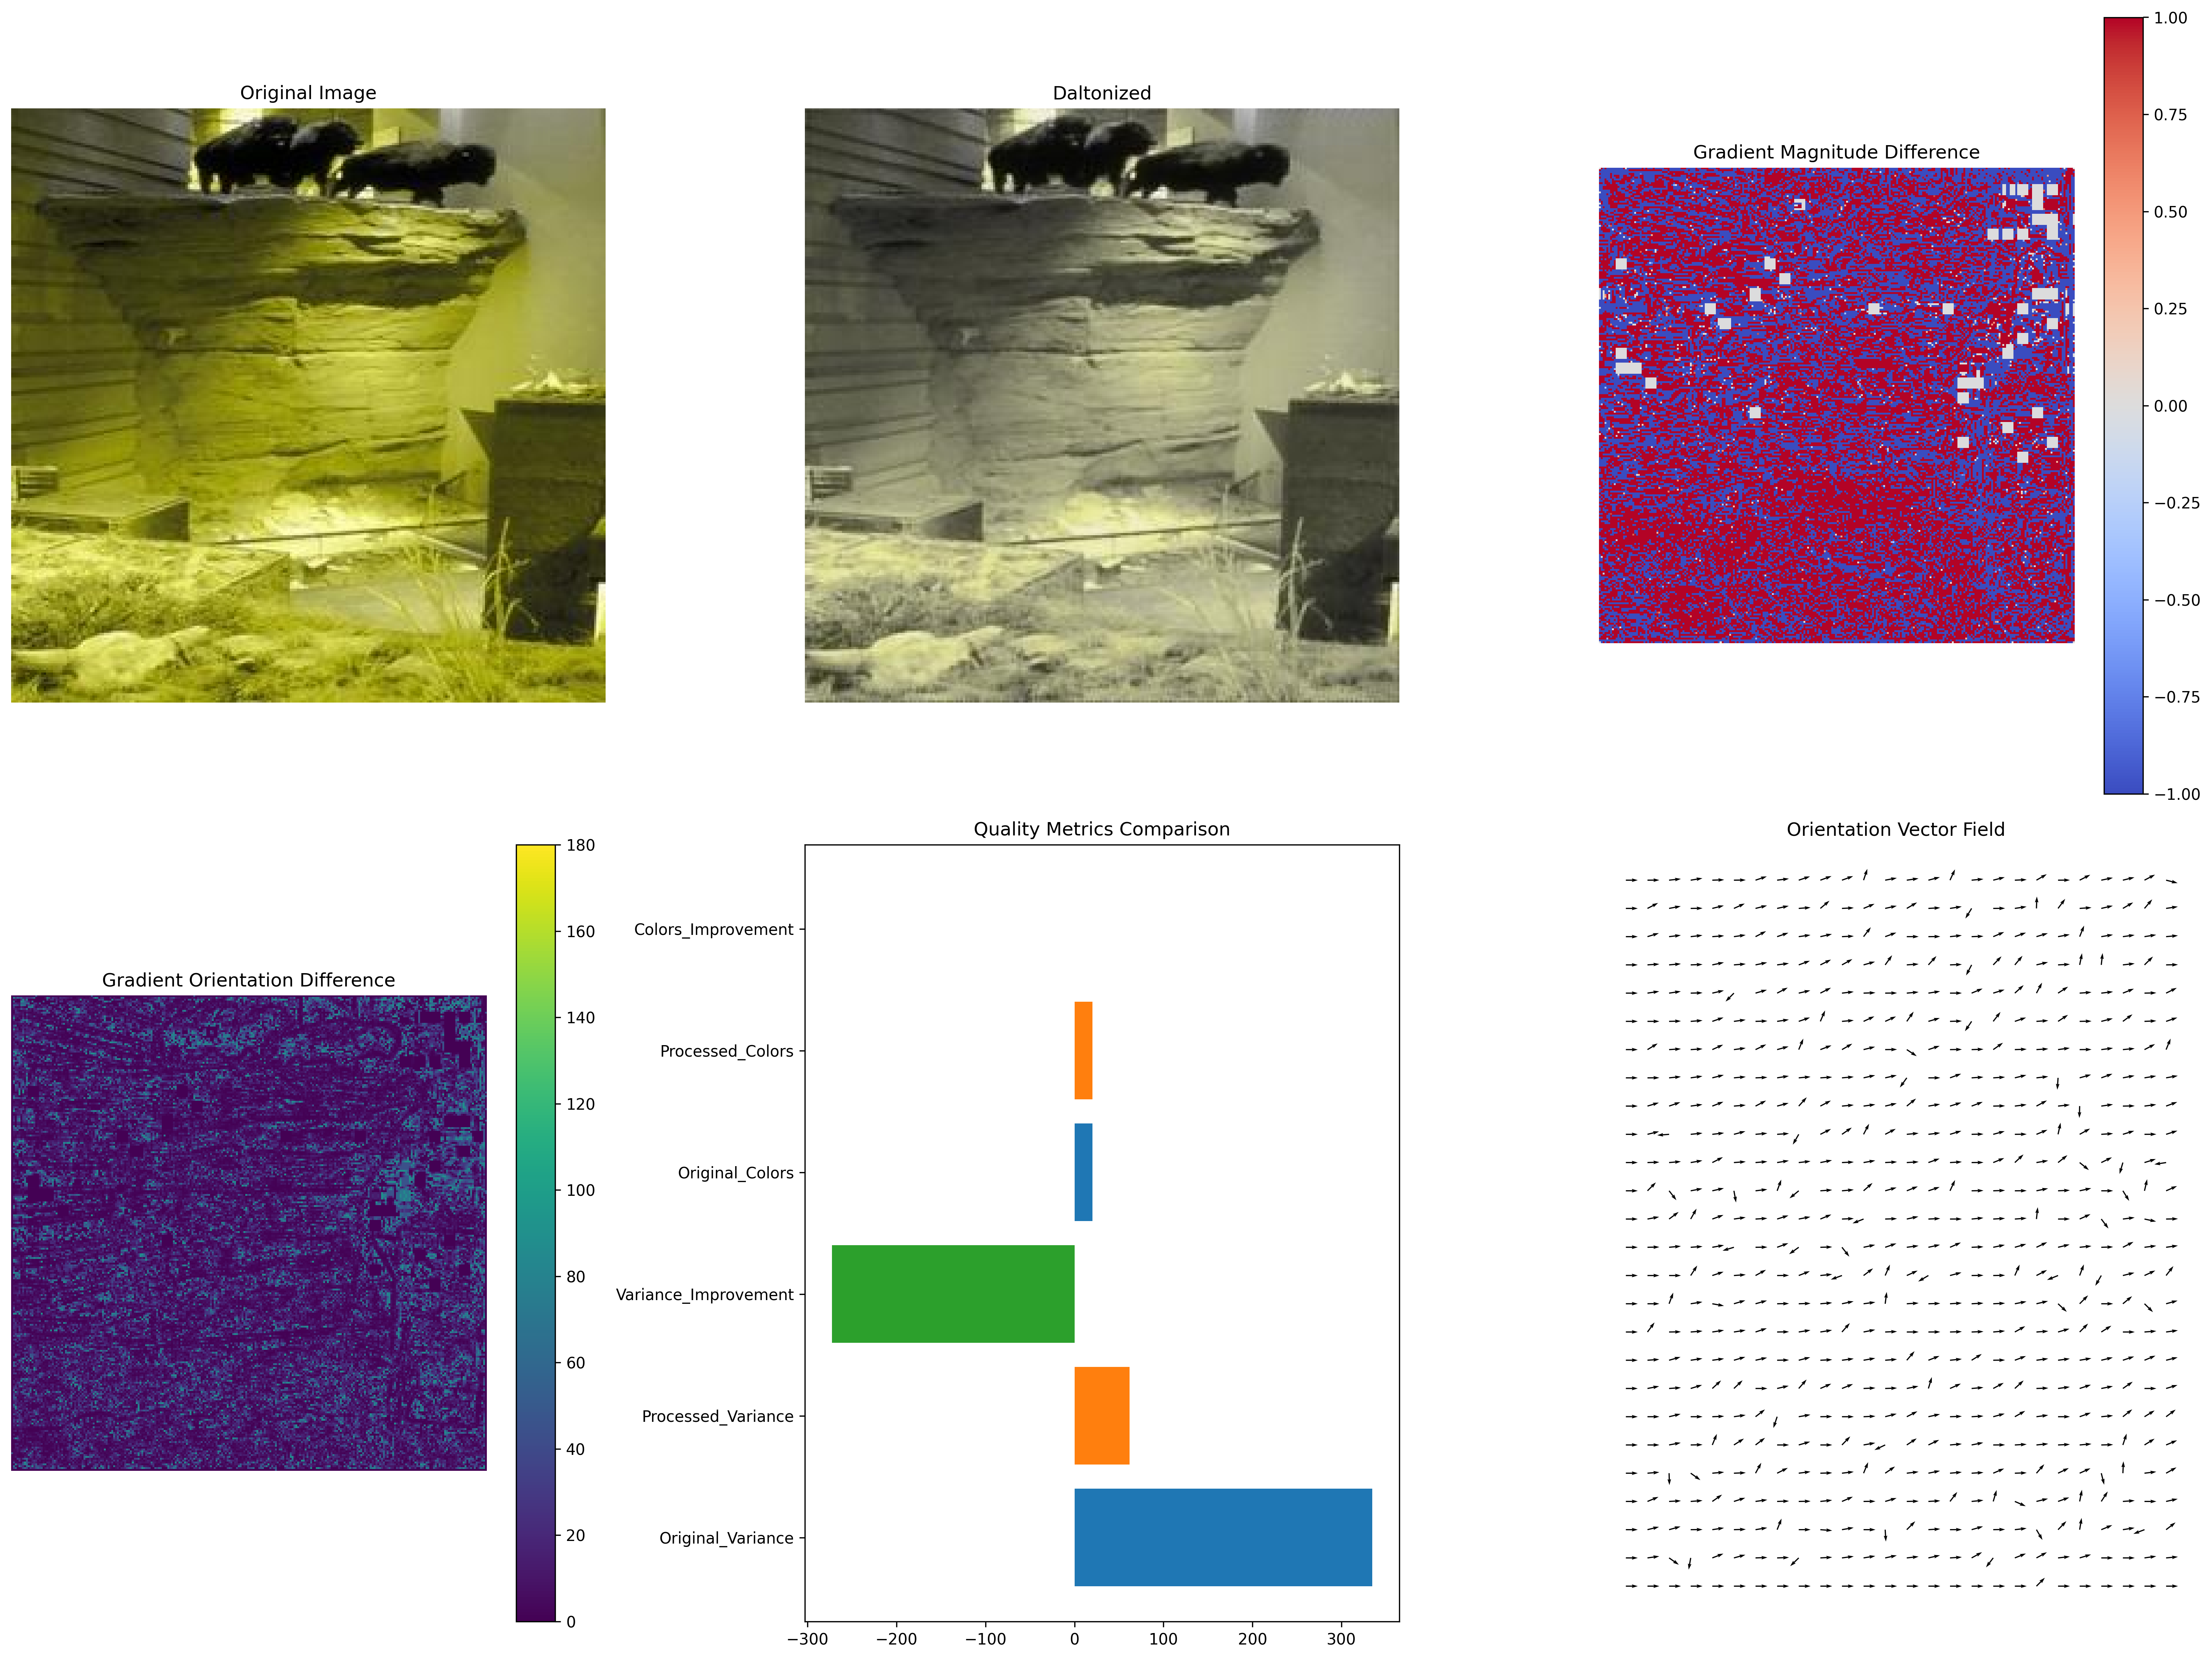 Original Image
Daltonized
Gradient Magnitude Difference
1.00
0.75
0.50
0.25
0.00
−0.25
−0.50
−0.75
−1.00
Gradient Orientation Difference
180
160
140
120
100
80
60
40
20
0
Quality Metrics Comparison
Colors_Improvement
Processed_Colors
Original_Colors
Variance_Improvement
Processed_Variance
Original_Variance
−300 −200 −100 0 100 200 300
Orientation Vector Field